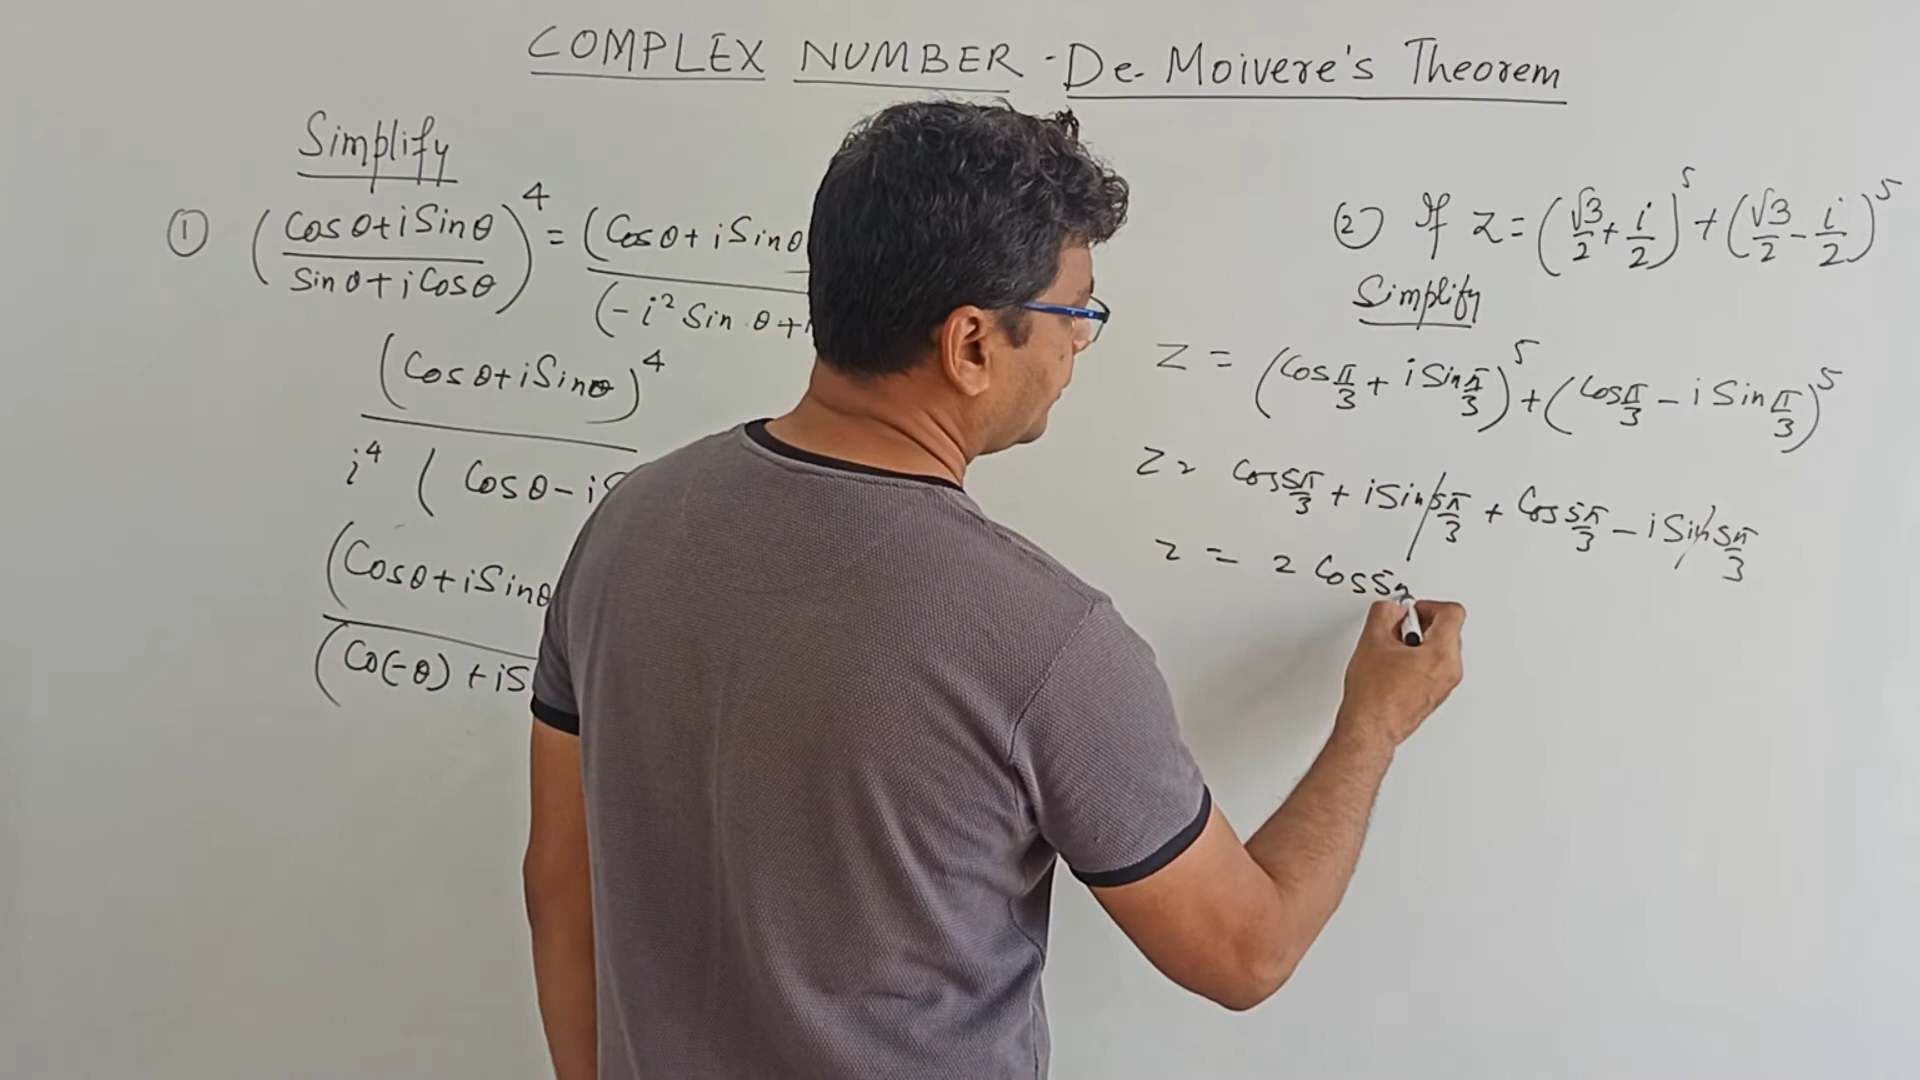 COMPLEX NUMBER - De-Moivere's Theorem
Simplify
① ((Cosθ+iSinθ)/(Sinθ+iCosθ))^4 = (Cosθ+iSinθ
(-i² Sin.θ+
(Cosθ+iSinθ)^4
i^4 ( Cosθ-i
(Cosθ+iSinθ
(Co(-θ) + iS
② If Z = (√3/2 + i/2)^5 + (√3/2 - i/2)^5
Simplify
Z = (Cos π/3 + i Sin π/3)^5 + (Cos π/3 - i Sin π/3)^5
Z = Cos 5π/3 + i Sin 5π/3 + Cos 5π/3 - i Sin 5π/3
Z = 2 Cos 5